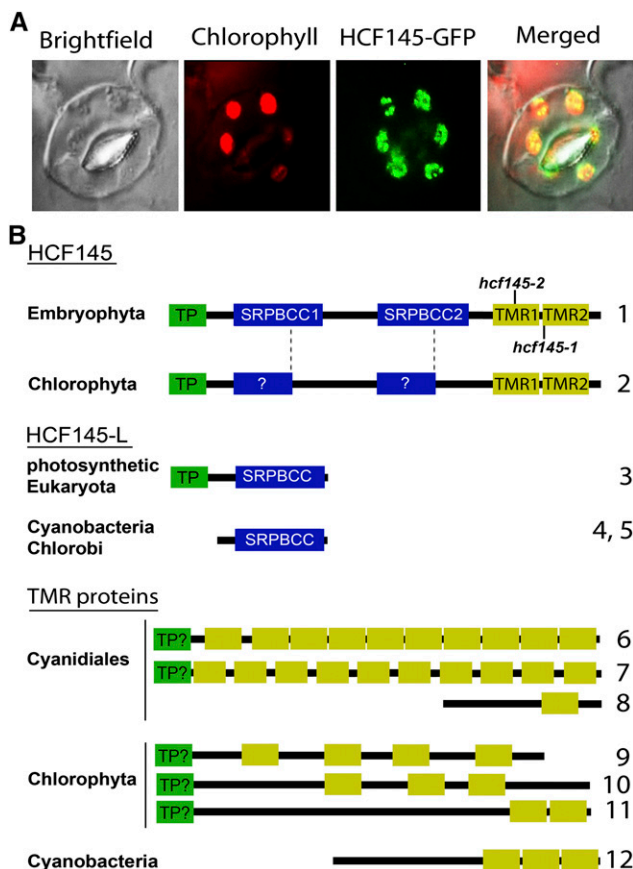 A
Brightfield Chlorophyll HCF145-GFP Merged
B
HCF145
hcf145-2
Embryophyta TP SRPBCC1 SRPBCC2 TMR1 TMR2 1
hcf145-1
Chlorophyta TP ? ? TMR1 TMR2 2
HCF145-L
photosynthetic
Eukaryota TP SRPBCC 3
Cyanobacteria
Chlorobi SRPBCC 4, 5
TMR proteins
Cyanidiales
TP? 6
TP? 7
8
Chlorophyta
TP? 9
TP? 10
TP? 11
Cyanobacteria 12